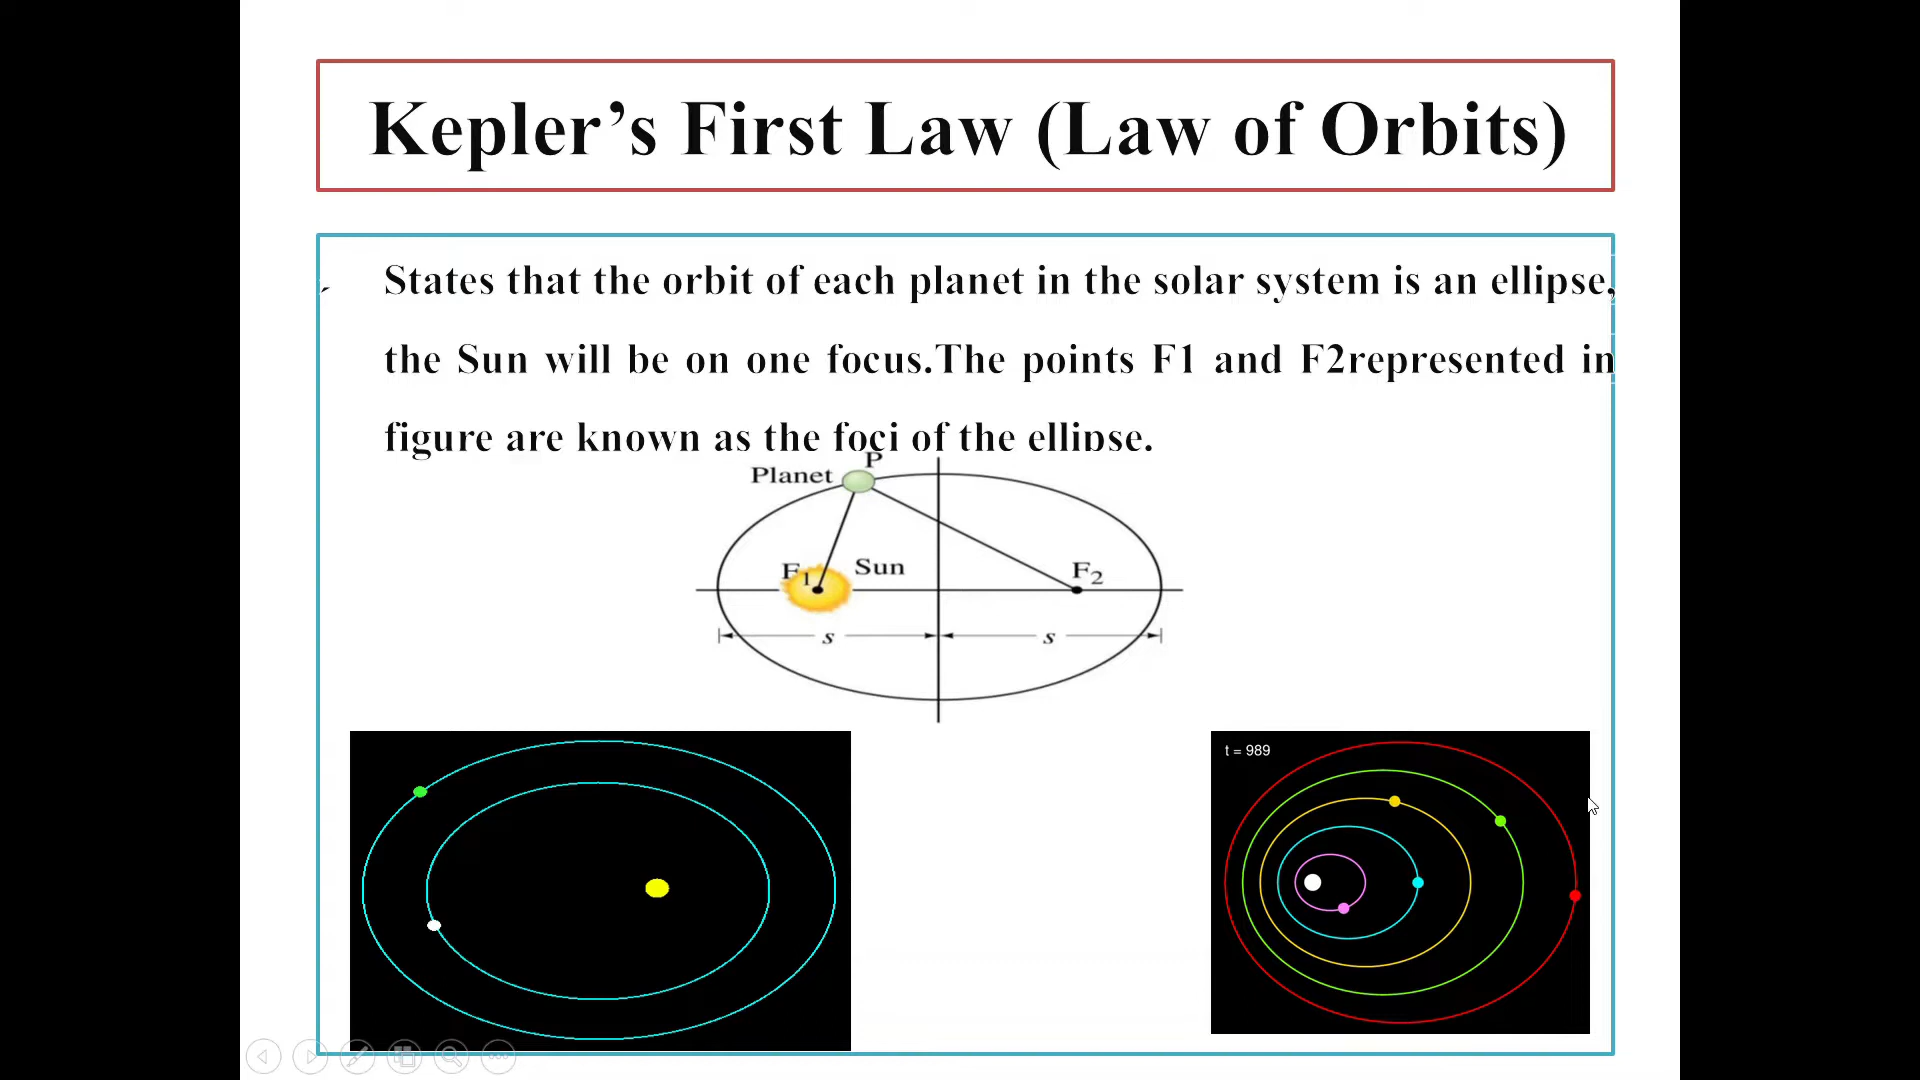 Kepler’s First Law (Law of Orbits)
States that the orbit of each planet in the solar system is an ellipse,
the Sun will be on one focus.The points F1 and F2represented in
figure are known as the foci of the ellipse.
P
Planet
F₁
Sun
F₂
s
s
t = 989